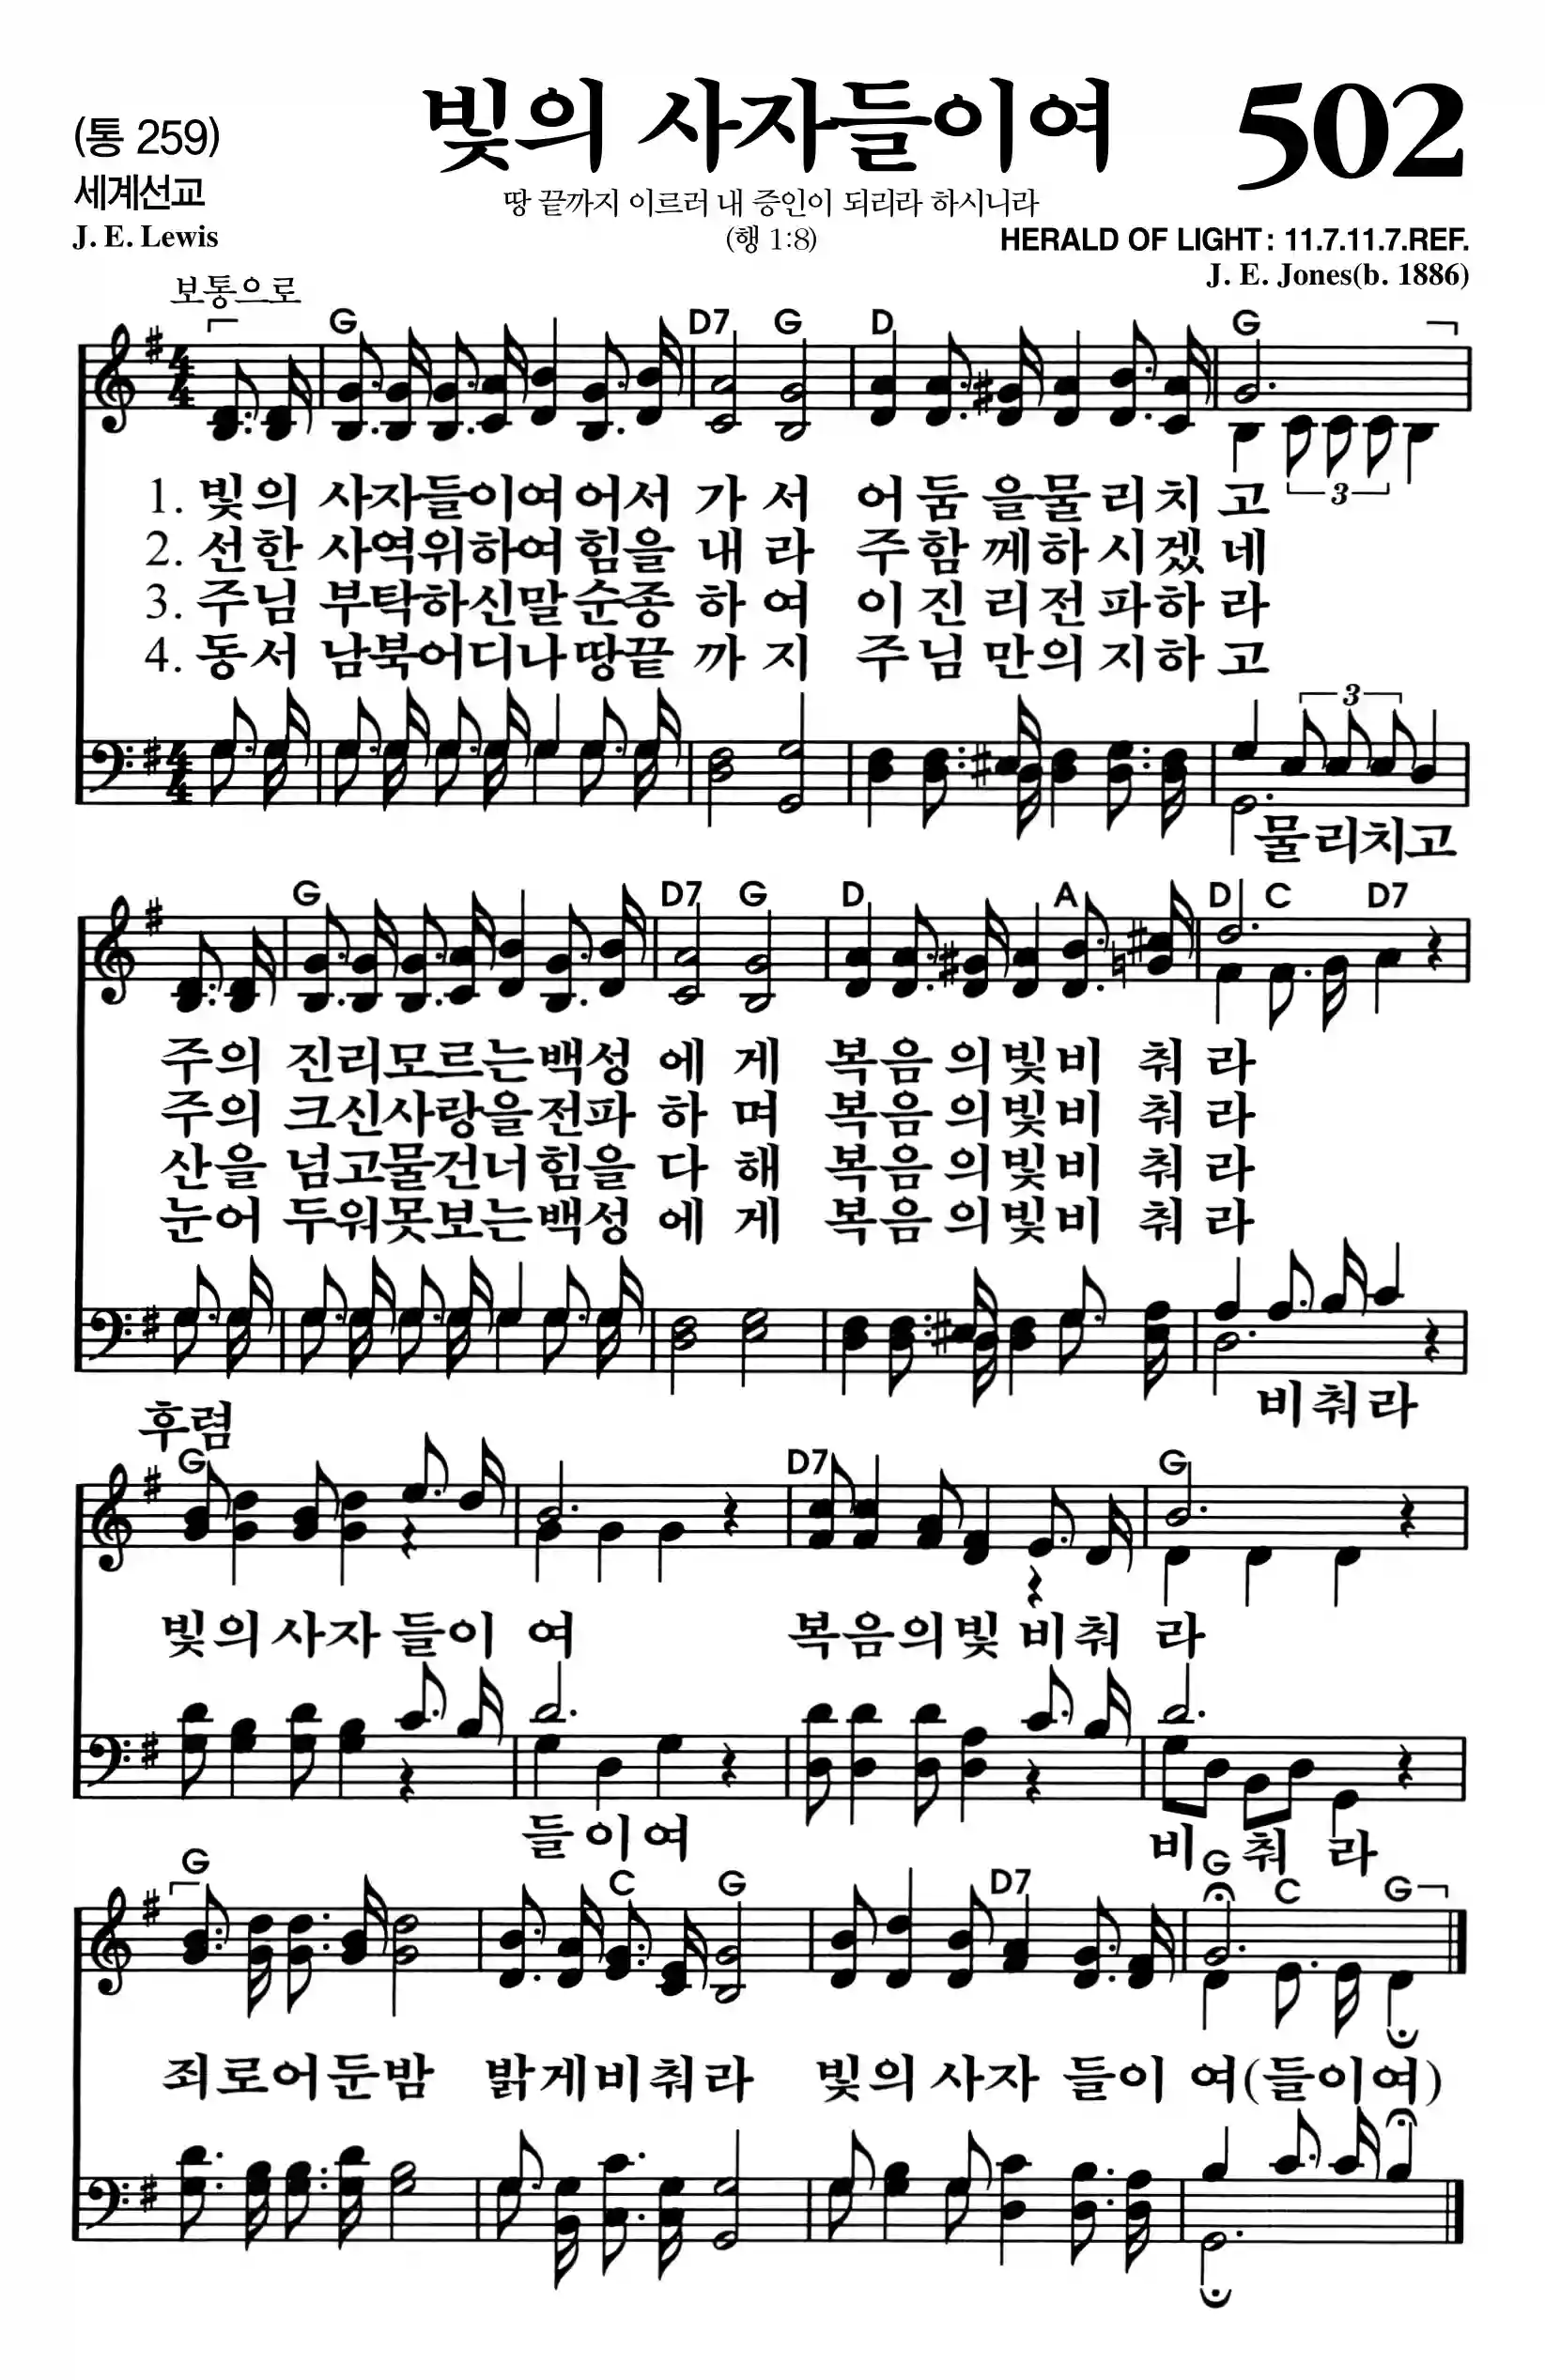 빛의 사자들이여 502
(통 259)
세계선교
땅 끝까지 이르러 내 증인이 되리라 하시니라
J. E. Lewis (행 1:8) HERALD OF LIGHT : 11.7.11.7.REF.
J. E. Jones(b. 1886)
보통으로
G D7 G D G
1. 빛의 사자들이여어서 가서 어둠을물리치고
3
2. 선한 사역위하여힘을 내라 주함께하시겠네
3. 주님 부탁하신말순종 하여 이진리전파하라
4. 동서 남북어디나땅끝 까지 주님만의지하고
3
물리치고
G D7 G D A D C D7
주의 진리모르는백성 에게 복음의빛비춰라
주의 크신사랑을전파 하며 복음의빛비춰라
산을 넘고물건너힘을 다해 복음의빛비춰라
눈어 두워못보는백성 에게 복음의빛비춰라
비춰라
후렴
G D7 G
빛의사자들이여 복음의빛비춰라
들이여 비춰라
G C G D7 G C G
죄로어둔밤 밝게비춰라 빛의사자들이여(들이여)